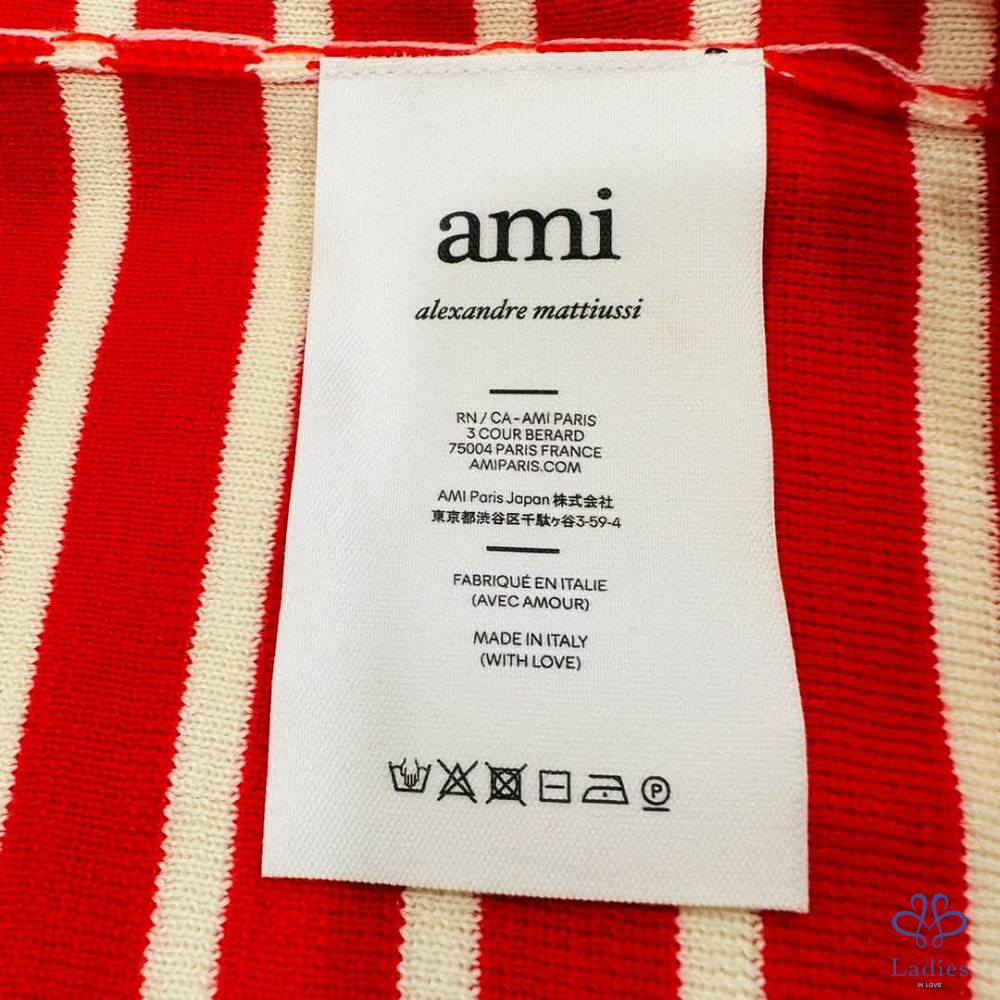 ami
alexandre mattiussi
RN / CA - AMI PARIS
3 COUR BERARD
75004 PARIS FRANCE
AMIPARIS.COM
AMI Paris Japan 株式会社
東京都渋谷区千駄ヶ谷3-59-4
FABRIQUÉ EN ITALIE
(AVEC AMOUR)
MADE IN ITALY
(WITH LOVE)
P
Ladies
IN LOVE